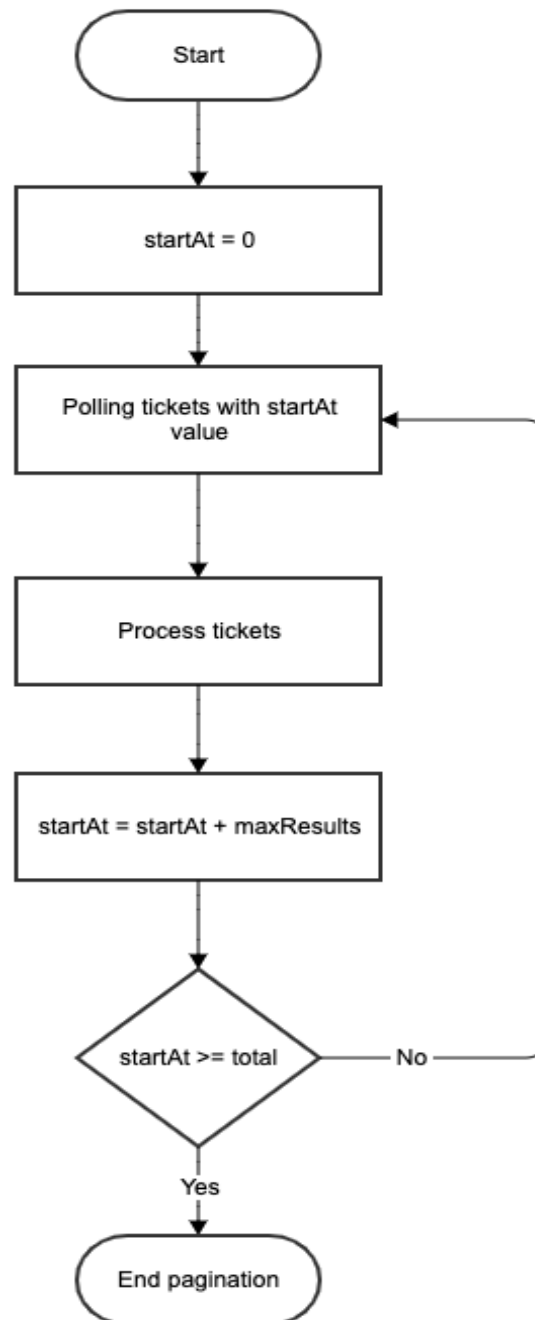 Start
startAt = 0
Polling tickets with startAt
value
Process tickets
startAt = startAt + maxResults
startAt >= total
No
Yes
End pagination